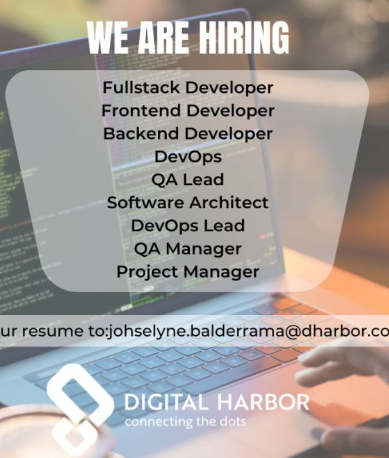 WE ARE HIRING
Fullstack Developer
Frontend Developer
Backend Developer
DevOps
QA Lead
Software Architect
DevOps Lead
QA Manager
Project Manager
ur resume to:johselyne.balderrama@dharbor.co
DIGITAL HARBOR
connecting the dots